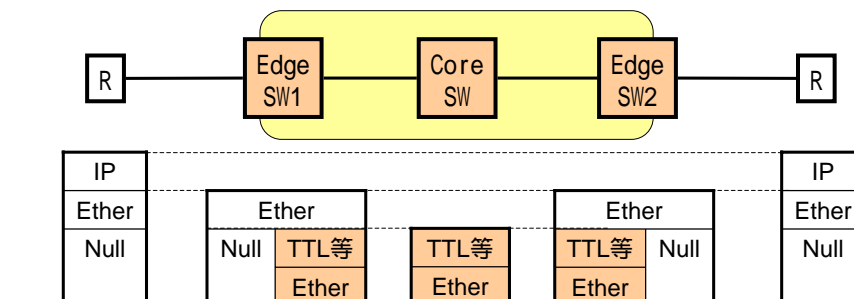 R
Edge
SW1
Core
SW
Edge
SW2
R
IP
IP
Ether
Ether
Ether
Ether
Null
Null
TTL等
TTL等
TTL等
Null
Null
Ether
Ether
Ether